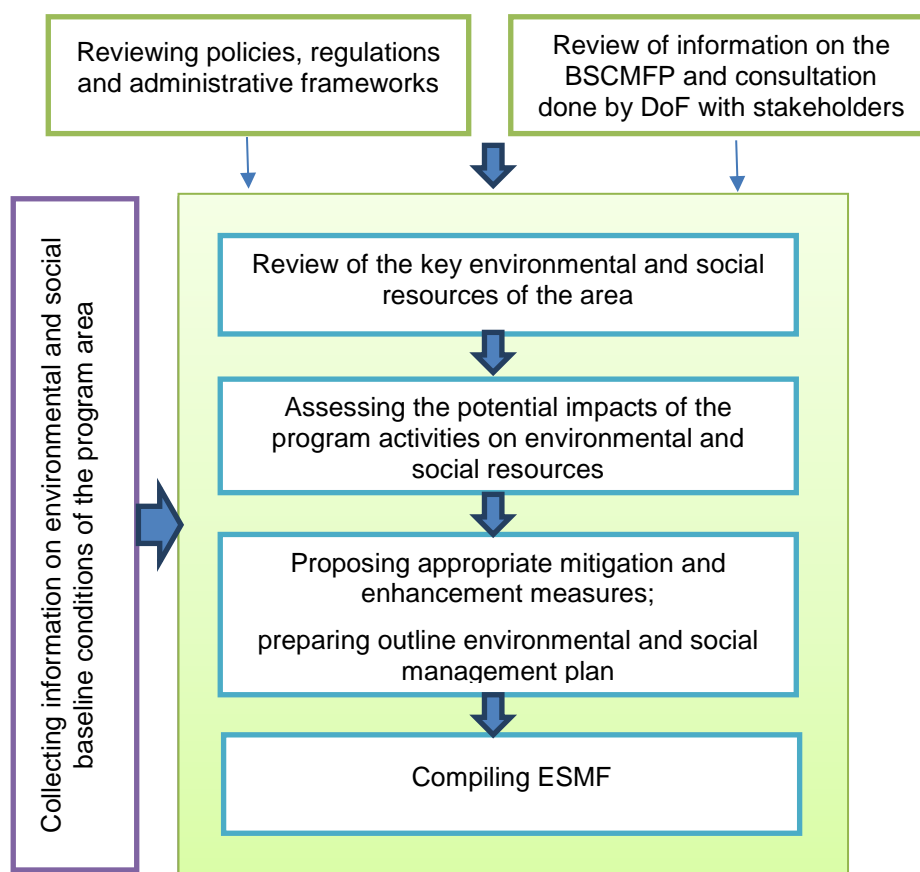 Reviewing policies, regulations
and administrative frameworks
Review of information on the
BSCMFP and consultation
done by DoF with stakeholders
Collecting information on environmental and social
baseline conditions of the program area
Review of the key environmental and social
resources of the area
Assessing the potential impacts of the
program activities on environmental and
social resources
Proposing appropriate mitigation and
enhancement measures;
preparing outline environmental and social
management plan
Compiling ESMF